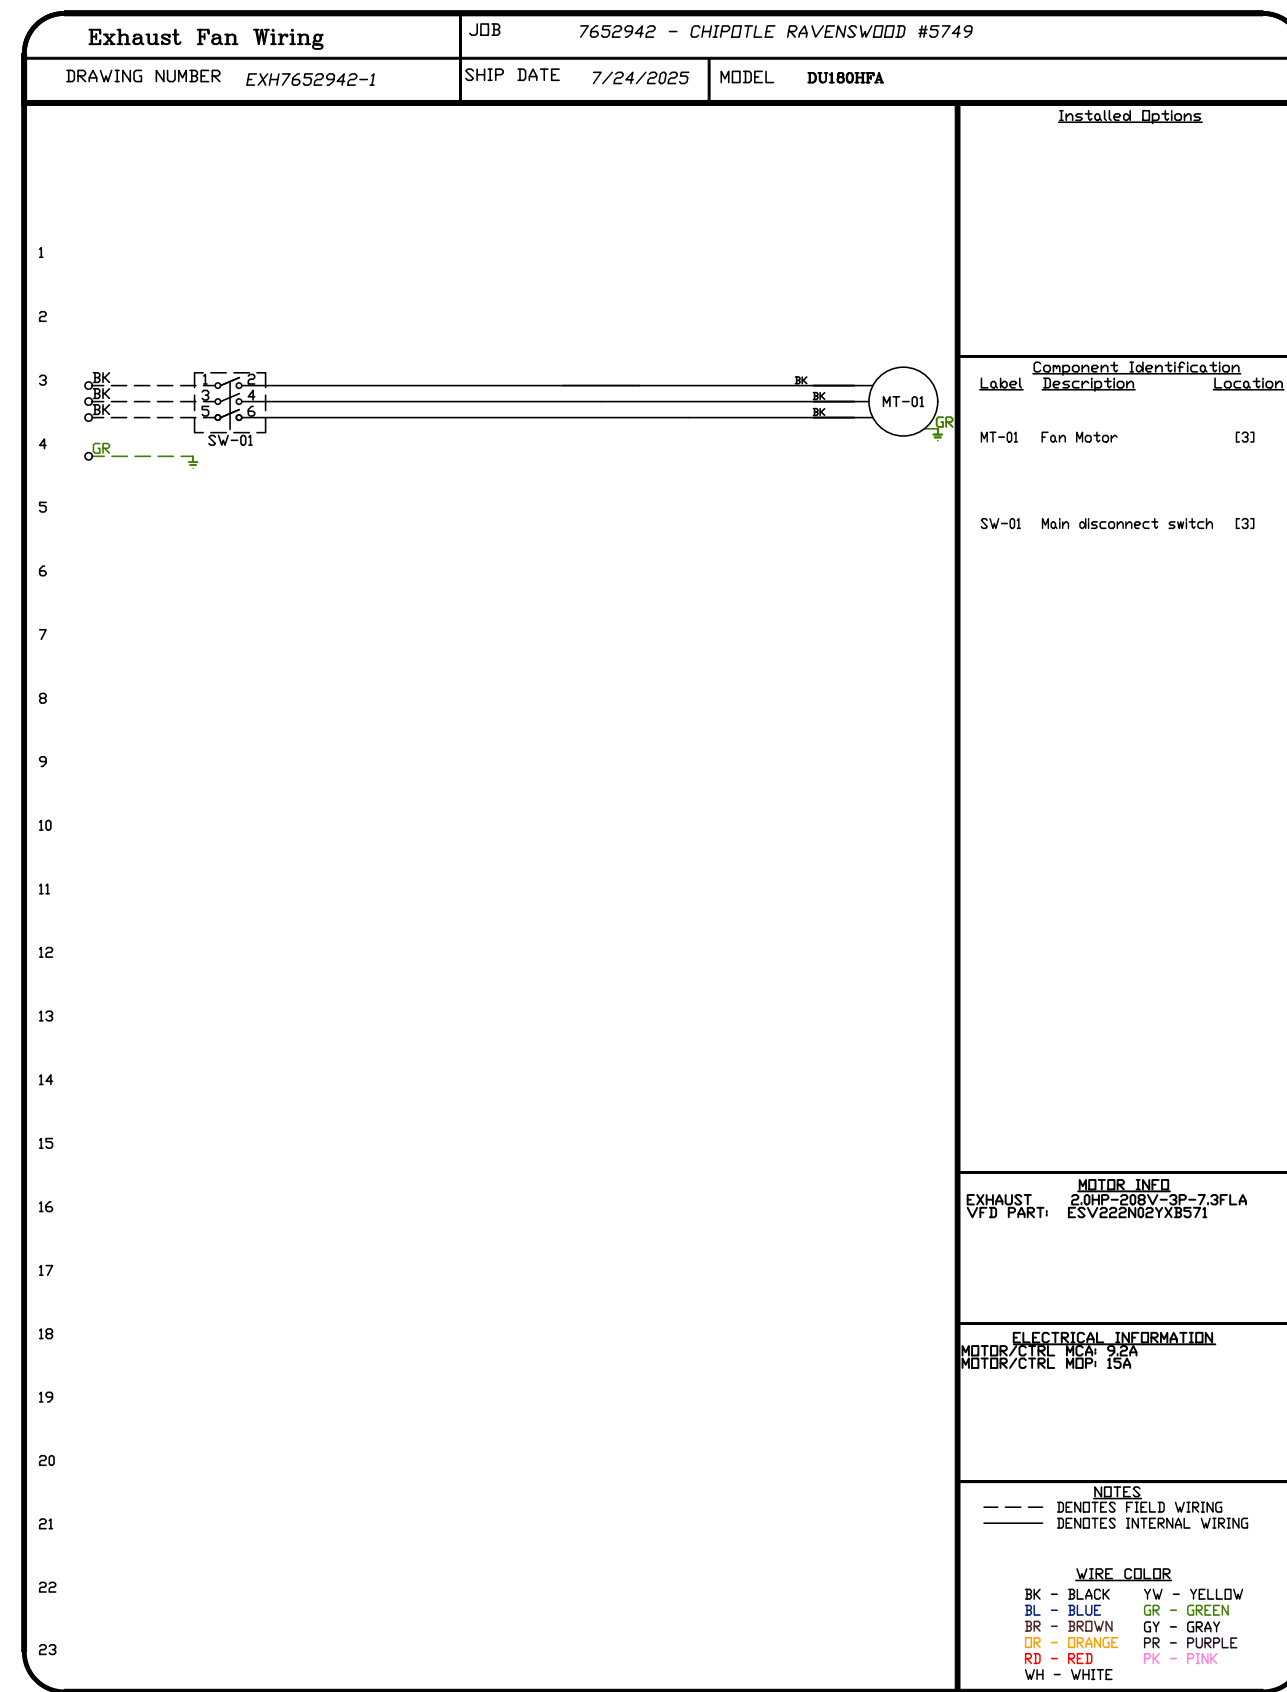 Exhaust Fan Wiring
JOB 7652942 - CHIPOTLE RAVENSWOOD #5749
DRAWING NUMBER EXH7652942-1
SHIP DATE 7/24/2025
MODEL DU180HFA
Installed Options
1
2
3
BK 1 2 BK
BK 3 4 BK
BK 5 6 BK
MT-01
GR
SW-01
4
GR
5
6
7
8
9
10
11
12
13
14
15
16
17
18
19
20
21
22
23
Component Identification
Label Description Location
MT-01 Fan Motor [3]
SW-01 Main disconnect switch [3]
MOTOR INFO
EXHAUST 2.0HP-208V-3P-7.3FLA
VFD PART: ESV222N02YXB571
ELECTRICAL INFORMATION
MOTOR/CTRL MCA: 9.2A
MOTOR/CTRL MOP: 15A
NOTES
DENOTES FIELD WIRING
DENOTES INTERNAL WIRING
WIRE COLOR
BK - BLACK YW - YELLOW
BL - BLUE GR - GREEN
BR - BROWN GY - GRAY
OR - ORANGE PR - PURPLE
RD - RED PK - PINK
WH - WHITE